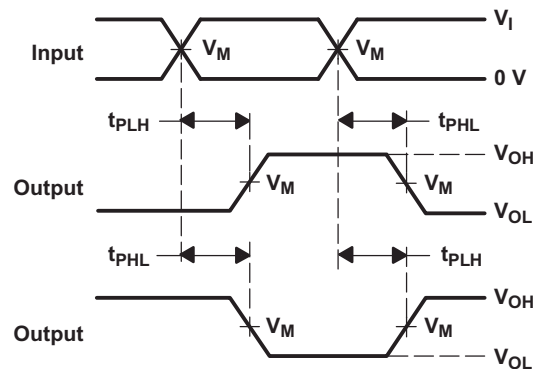 V_I
Input V_M V_M
0 V
t_PLH t_PHL
V_OH
Output V_M V_M
V_OL
t_PHL t_PLH
V_OH
Output V_M V_M
V_OL